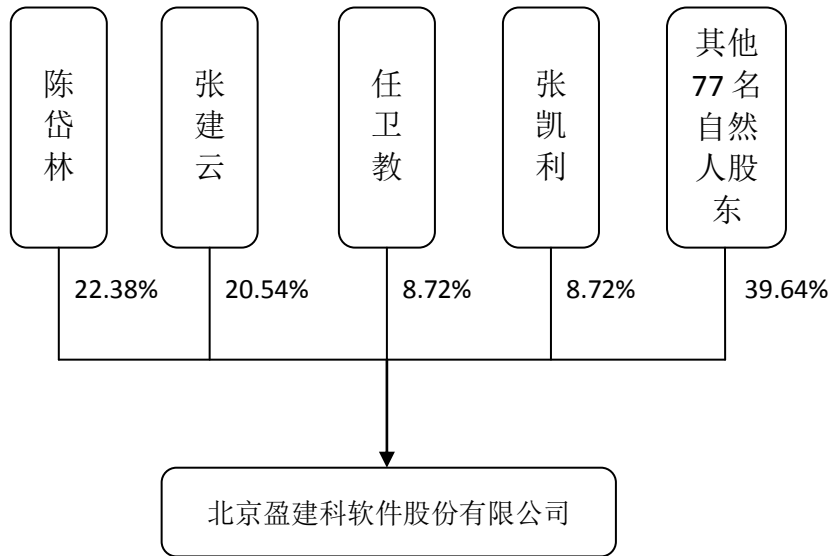 陈岱林
张建云
任卫教
张凯利
其他
77 名
自然
人股
东
22.38%
20.54%
8.72%
8.72%
39.64%
北京盈建科软件股份有限公司